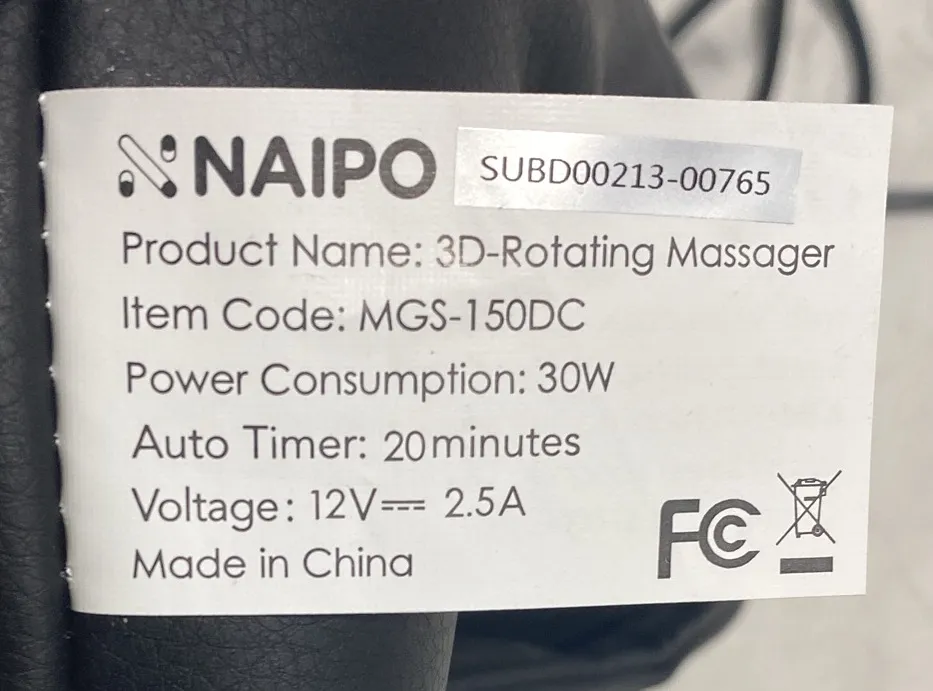 NAIPO SUBD00213-00765
Product Name: 3D-Rotating Massager
Item Code: MGS-150DC
Power Consumption: 30W
Auto Timer: 20minutes
Voltage: 12V⎓ 2.5A
Made in China
FC